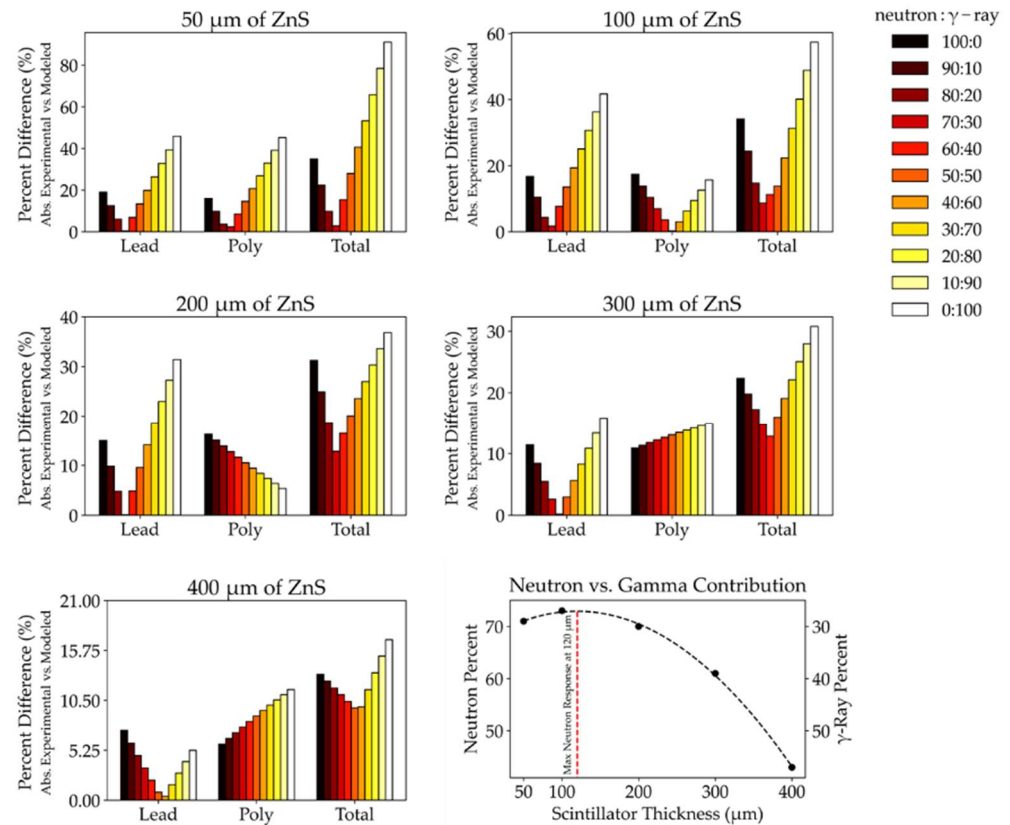 50 μm of ZnS
Percent Difference (%)
Abs. Experimental vs. Modeled
80
60
40
20
0
Lead
Poly
Total
100 μm of ZnS
Percent Difference (%)
Abs. Experimental vs. Modeled
60
40
20
0
Lead
Poly
Total
neutron : γ − ray
100:0
90:10
80:20
70:30
60:40
50:50
40:60
30:70
20:80
10:90
0:100
200 μm of ZnS
Percent Difference (%)
Abs. Experimental vs. Modeled
40
30
20
10
0
Lead
Poly
Total
300 μm of ZnS
Percent Difference (%)
Abs. Experimental vs. Modeled
30
20
10
0
Lead
Poly
Total
400 μm of ZnS
Percent Difference (%)
Abs. Experimental vs. Modeled
21.00
15.75
10.50
5.25
0.00
Lead
Poly
Total
Neutron vs. Gamma Contribution
Neutron Percent
70
60
50
Max Neutron Response at 120 μm
30
40
50
γ-Ray Percent
50
100
200
300
400
Scintillator Thickness (μm)